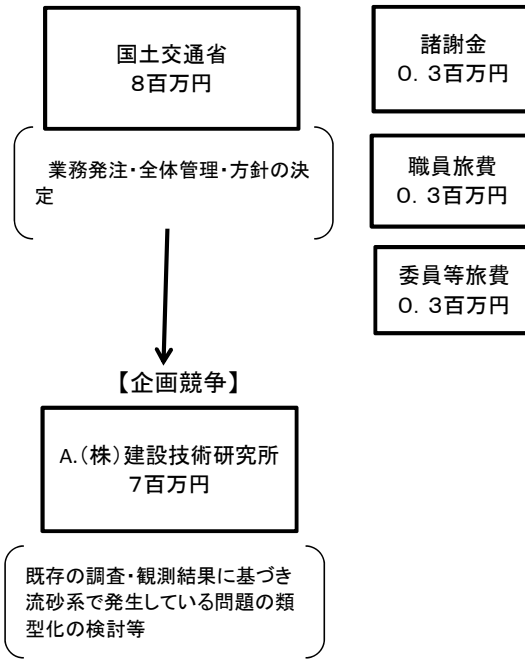 国土交通省
8百万円
業務発注・全体管理・方針の決
定
諸謝金
0．3百万円
職員旅費
0．3百万円
委員等旅費
0．3百万円
【企画競争】
A.（株）建設技術研究所
7百万円
既存の調査・観測結果に基づき
流砂系で発生している問題の類
型化の検討等